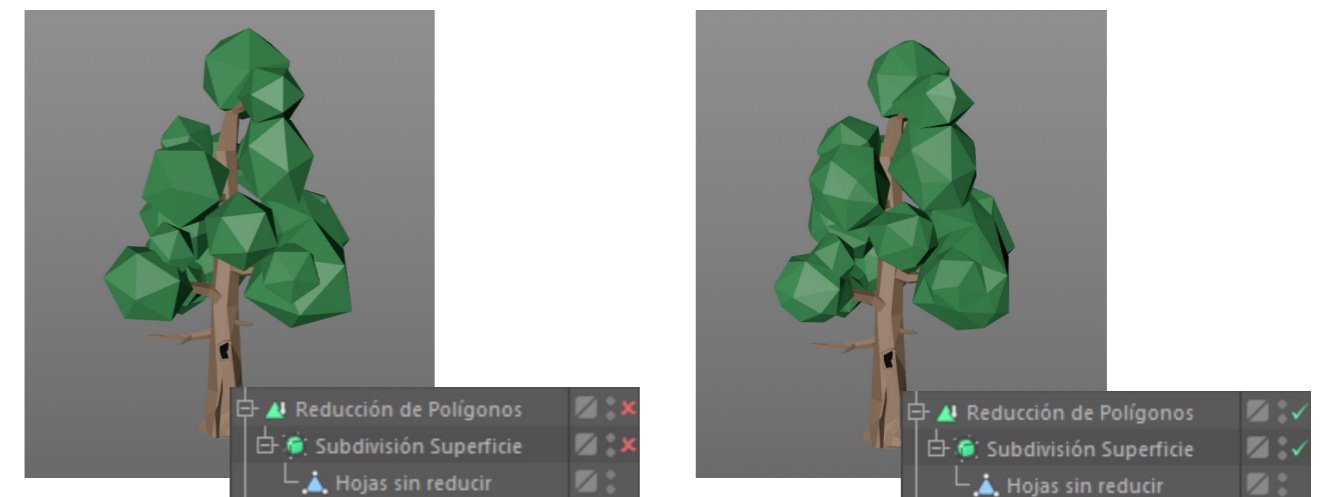 Reducción de Polígonos
Subdivisión Superficie
Hojas sin reducir
Reducción de Polígonos
Subdivisión Superficie
Hojas sin reducir